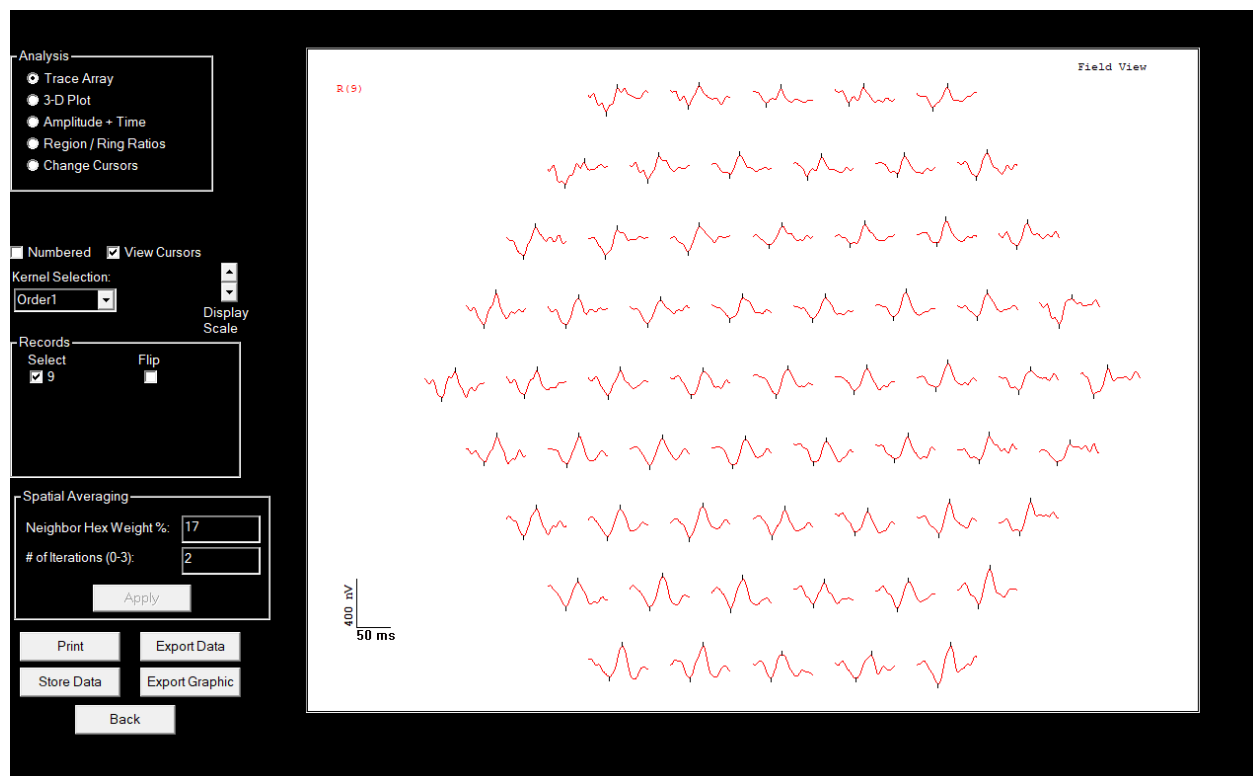 Analysis
Trace Array
3-D Plot
Amplitude + Time
Region / Ring Ratios
Change Cursors
Numbered
View Cursors
Kernel Selection:
Order1
Display
Scale
Records
Select
Flip
9
Spatial Averaging
Neighbor Hex Weight %:
17
# of Iterations (0-3):
2
Apply
Print
Export Data
Store Data
Export Graphic
Back
Field View
R(9)
400 nV
50 ms